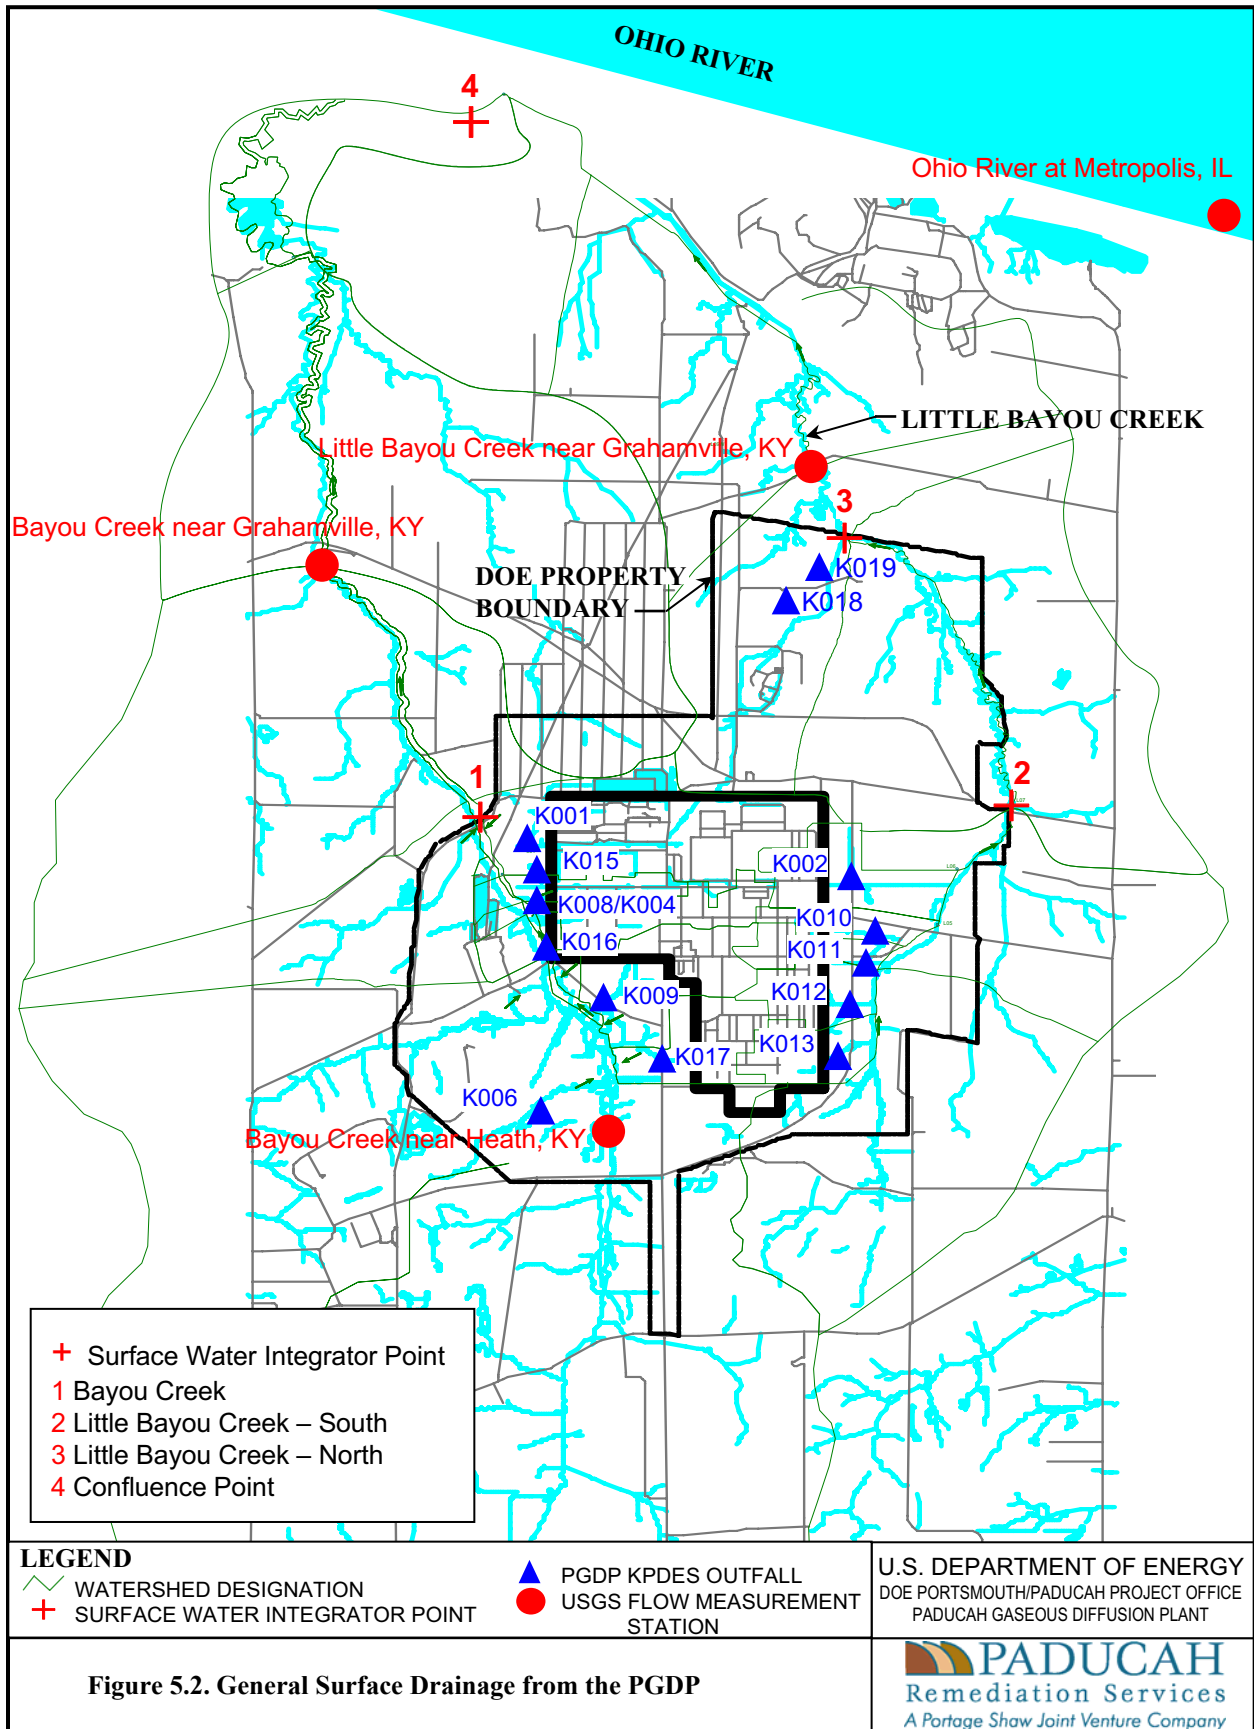 OHIO RIVER
4
Ohio River at Metropolis, IL
LITTLE BAYOU CREEK
Little Bayou Creek near Grahamville, KY
3
Bayou Creek near Grahamville, KY
DOE PROPERTY
BOUNDARY
K019
K018
1
2
L07
K001
K015
K002
L06
K008/K004
K010
L05
K016
K011
K009
K012
K017
K013
K006
Bayou Creek near Heath, KY
+ Surface Water Integrator Point
1 Bayou Creek
2 Little Bayou Creek – South
3 Little Bayou Creek – North
4 Confluence Point
LEGEND
WATERSHED DESIGNATION
SURFACE WATER INTEGRATOR POINT
PGDP KPDES OUTFALL
USGS FLOW MEASUREMENT
STATION
U.S. DEPARTMENT OF ENERGY
DOE PORTSMOUTH/PADUCAH PROJECT OFFICE
PADUCAH GASEOUS DIFFUSION PLANT
Figure 5.2. General Surface Drainage from the PGDP
PADUCAH
Remediation Services
A Portage Shaw Joint Venture Company